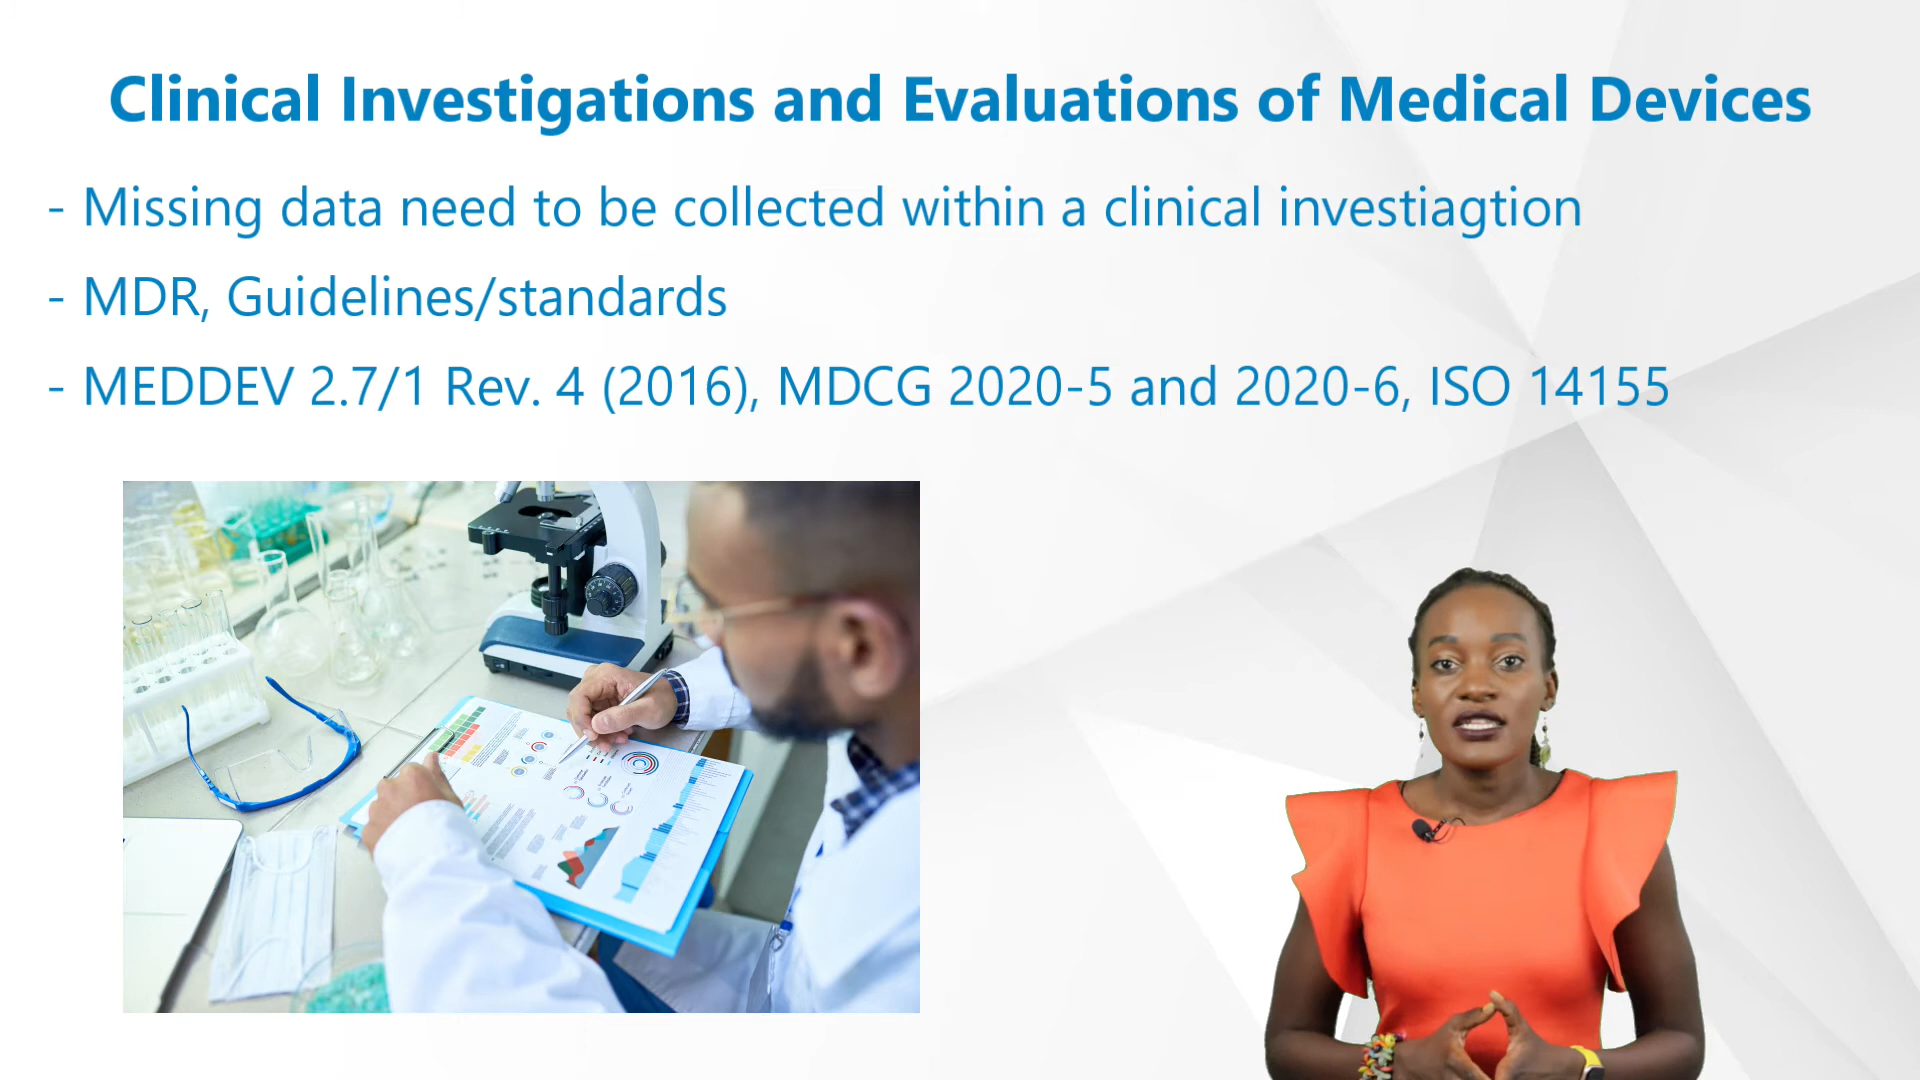 Clinical Investigations and Evaluations of Medical Devices
- Missing data need to be collected within a clinical investiagtion
- MDR, Guidelines/standards
- MEDDEV 2.7/1 Rev. 4 (2016), MDCG 2020-5 and 2020-6, ISO 14155